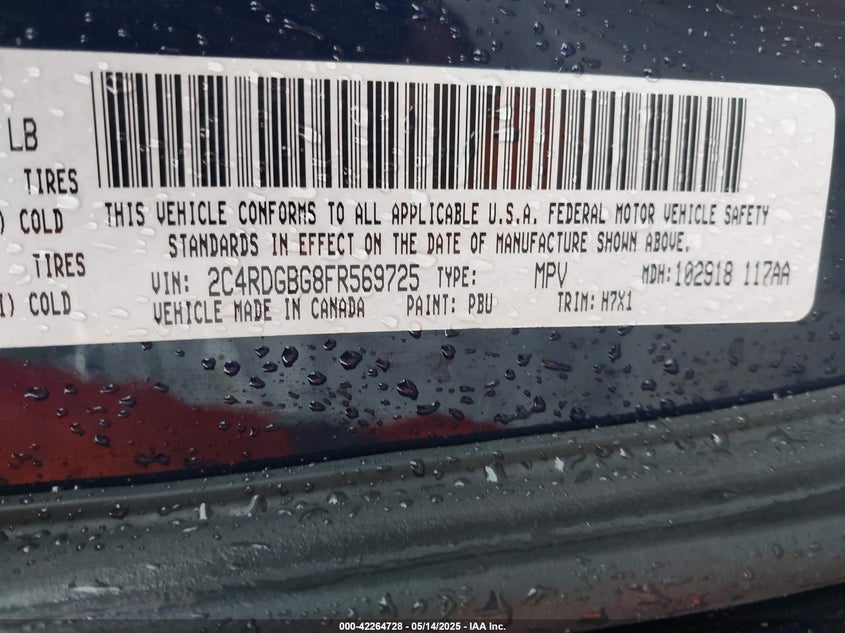 LB
TIRES
) COLD
TIRES
I) COLD
THIS VEHICLE CONFORMS TO ALL APPLICABLE U.S.A. FEDERAL MOTOR VEHICLE SAFETY
STANDARDS IN EFFECT ON THE DATE OF MANUFACTURE SHOWN ABOVE.
VIN: 2C4RDGBG8FR569725 TYPE: MPV MDH:102918 117AA
VEHICLE MADE IN CANADA PAINT: PBU TRIM: H7X1
000-42264728 - 05/14/2025 - IAA Inc.